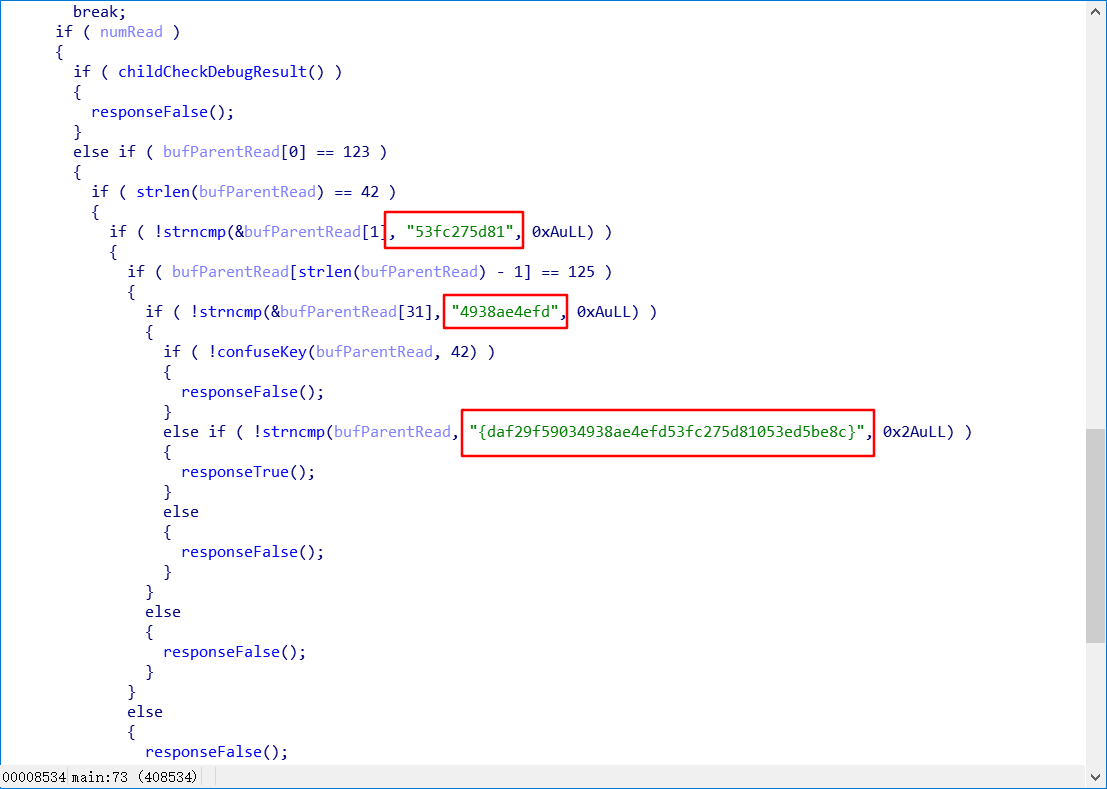 break;
if ( numRead )
{
if ( childCheckDebugResult() )
{
responseFalse();
}
else if ( bufParentRead[0] == 123 )
{
if ( strlen(bufParentRead) == 42 )
{
if ( !strncmp(&bufParentRead[1], "53fc275d81", 0xAuLL) )
{
if ( bufParentRead[strlen(bufParentRead) - 1] == 125 )
{
if ( !strncmp(&bufParentRead[31], "4938ae4efd", 0xAuLL) )
{
if ( !confuseKey(bufParentRead, 42) )
{
responseFalse();
}
else if ( !strncmp(bufParentRead, "{daf29f59034938ae4efd53fc275d81053ed5be8c}", 0x2AuLL) )
{
responseTrue();
}
else
{
responseFalse();
}
}
else
{
responseFalse();
}
}
else
{
responseFalse();
00008534 main:73 (408534)